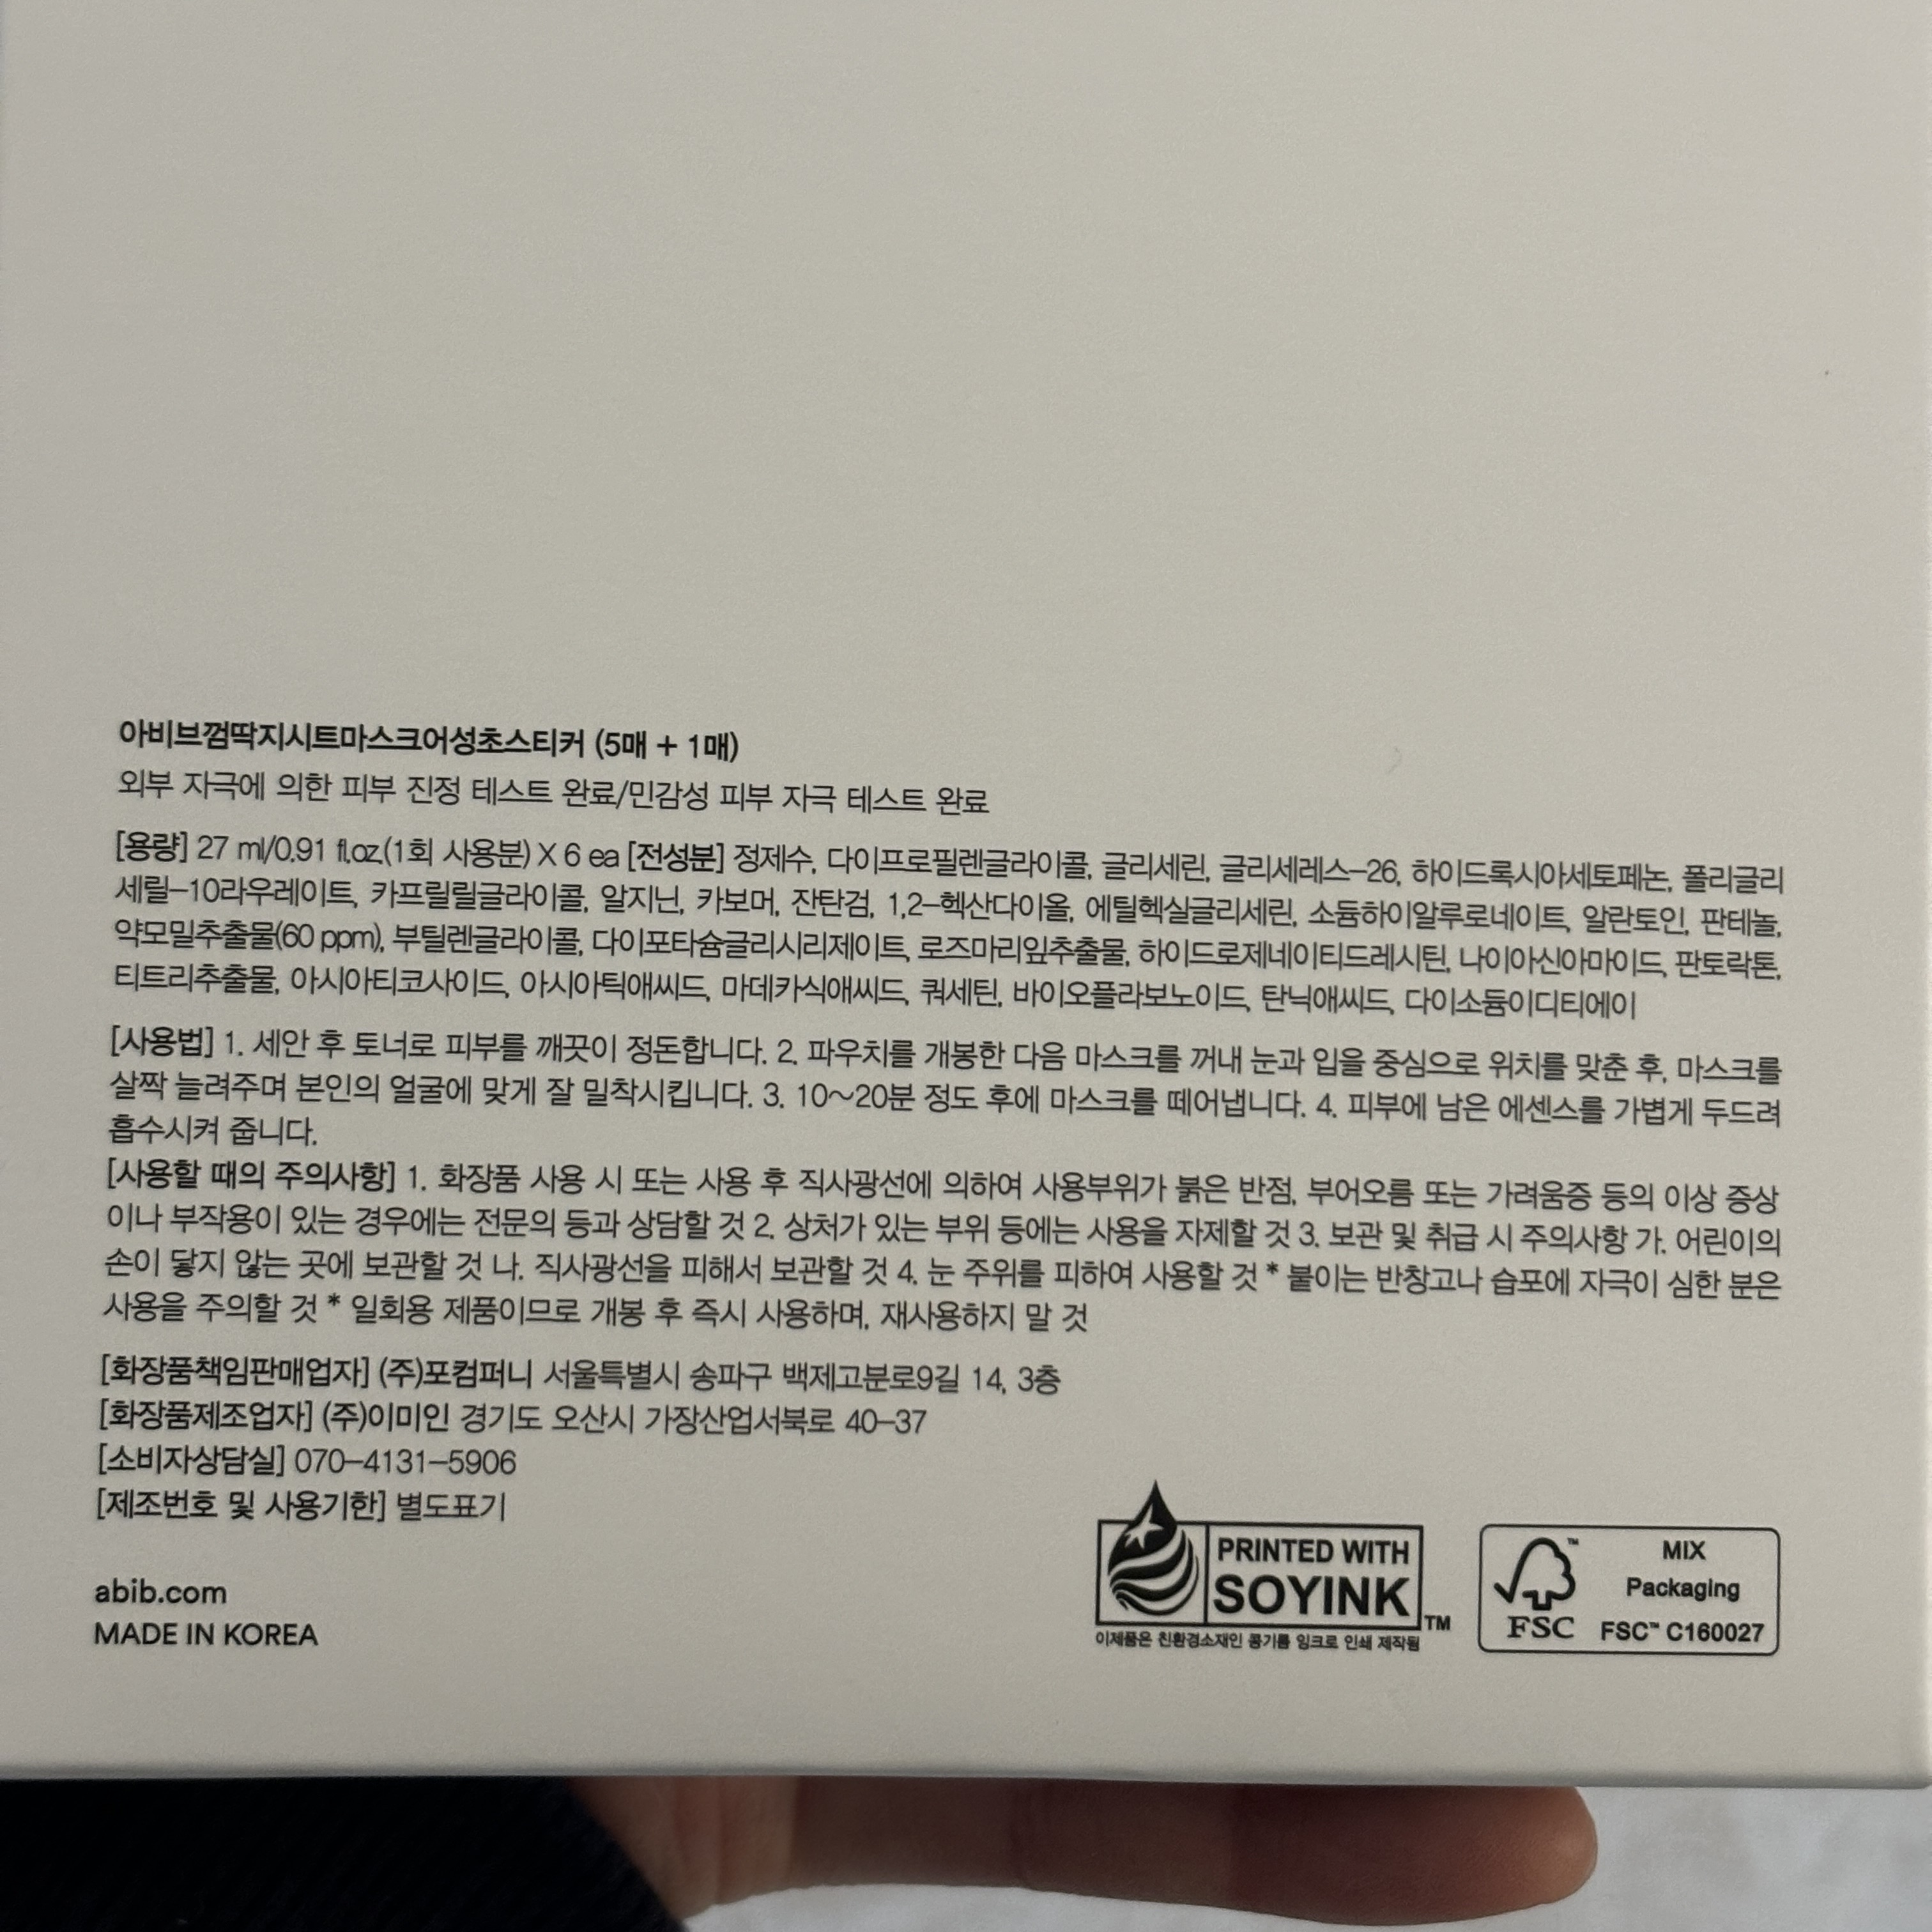 아비브껌딱지시트마스크어성초스티커 (5매 + 1매)
외부 자극에 의한 피부 진정 테스트 완료/민감성 피부 자극 테스트 완료
[용량] 27 ml/0.91 fl.oz.(1회 사용분) X 6 ea [전성분] 정제수, 다이프로필렌글라이콜, 글리세린, 글리세레스-26, 하이드록시아세토페논, 폴리글리
세릴-10라우레이트, 카프릴릴글라이콜, 알지닌, 카보머, 잔탄검, 1,2-헥산다이올, 에틸헥실글리세린, 소듐하이알루로네이트, 알란토인, 판테놀,
약모밀추출물(60 ppm), 부틸렌글라이콜, 다이포타슘글리시리제이트, 로즈마리잎추출물, 하이드로제네이티드레시틴, 나이아신아마이드, 판토락톤,
티트리추출물, 아시아티코사이드, 아시아틱애씨드, 마데카식애씨드, 쿼세틴, 바이오플라보노이드, 탄닉애씨드, 다이소듐이디티에이
[사용법] 1. 세안 후 토너로 피부를 깨끗이 정돈합니다. 2. 파우치를 개봉한 다음 마스크를 꺼내 눈과 입을 중심으로 위치를 맞춘 후, 마스크를
살짝 늘려주며 본인의 얼굴에 맞게 잘 밀착시킵니다. 3. 10~20분 정도 후에 마스크를 떼어냅니다. 4. 피부에 남은 에센스를 가볍게 두드려
흡수시켜 줍니다.
[사용할 때의 주의사항] 1. 화장품 사용 시 또는 사용 후 직사광선에 의하여 사용부위가 붉은 반점, 부어오름 또는 가려움증 등의 이상 증상
이나 부작용이 있는 경우에는 전문의 등과 상담할 것 2. 상처가 있는 부위 등에는 사용을 자제할 것 3. 보관 및 취급 시 주의사항 가. 어린이의
손이 닿지 않는 곳에 보관할 것 나. 직사광선을 피해서 보관할 것 4. 눈 주위를 피하여 사용할 것 * 붙이는 반창고나 습포에 자극이 심한 분은
사용을 주의할 것 * 일회용 제품이므로 개봉 후 즉시 사용하며, 재사용하지 말 것
[화장품책임판매업자] (주)포컴퍼니 서울특별시 송파구 백제고분로9길 14, 3층
[화장품제조업자] (주)이미인 경기도 오산시 가장산업서북로 40-37
[소비자상담실] 070-4131-5906
[제조번호 및 사용기한] 별도표기
abib.com
MADE IN KOREA
PRINTED WITH
SOYINK™
이제품은 친환경소재인 콩기름 잉크로 인쇄 제작됨
™
FSC
MIX
Packaging
FSC™ C160027